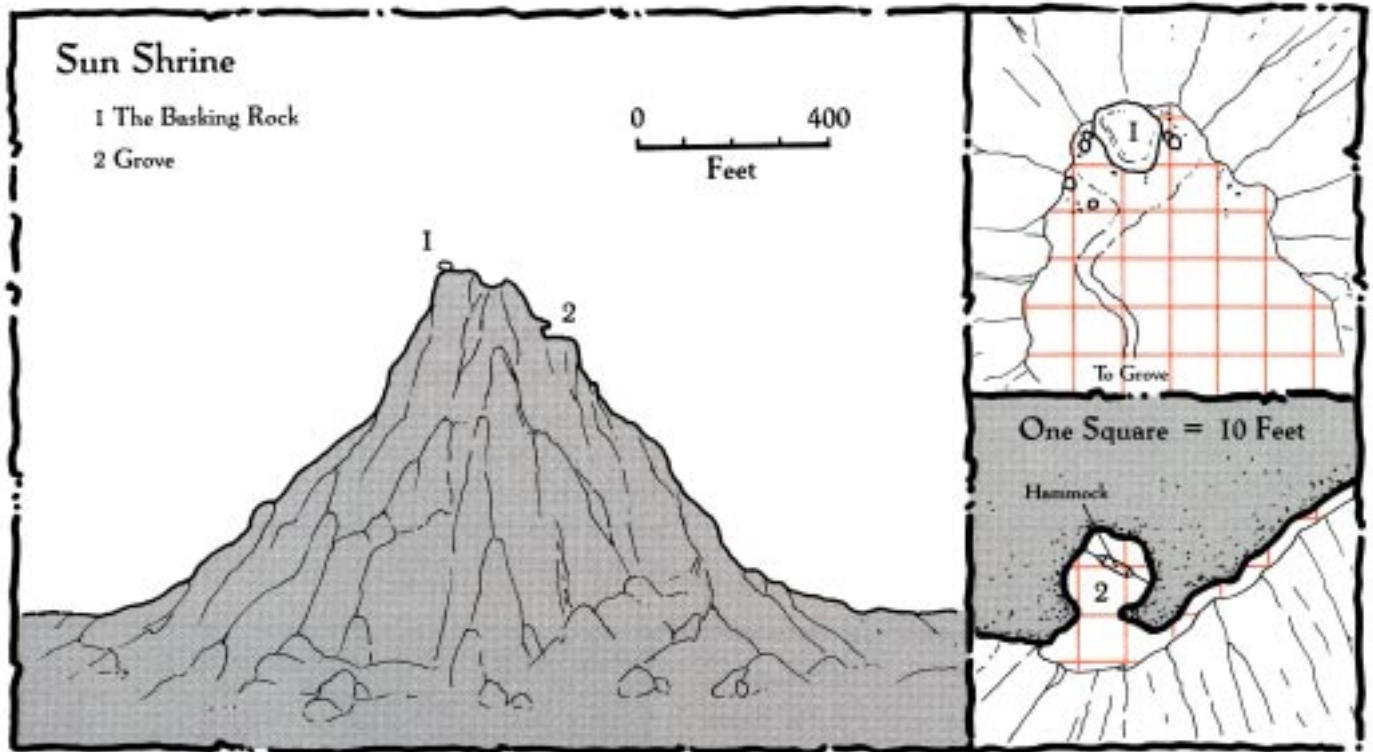 Sun Shrine
1 The Basking Rock
2 Grove
0 400
Feet
1
2
1
To Grove
One Square = 10 Feet
Hammock
2